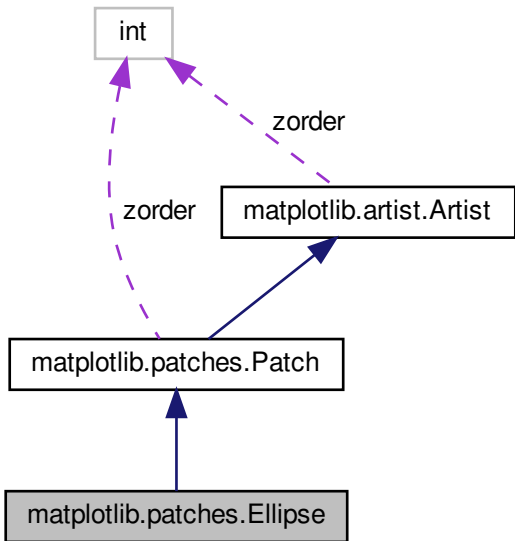 int
zorder
matplotlib.artist.Artist
zorder
matplotlib.patches.Patch
matplotlib.patches.Ellipse